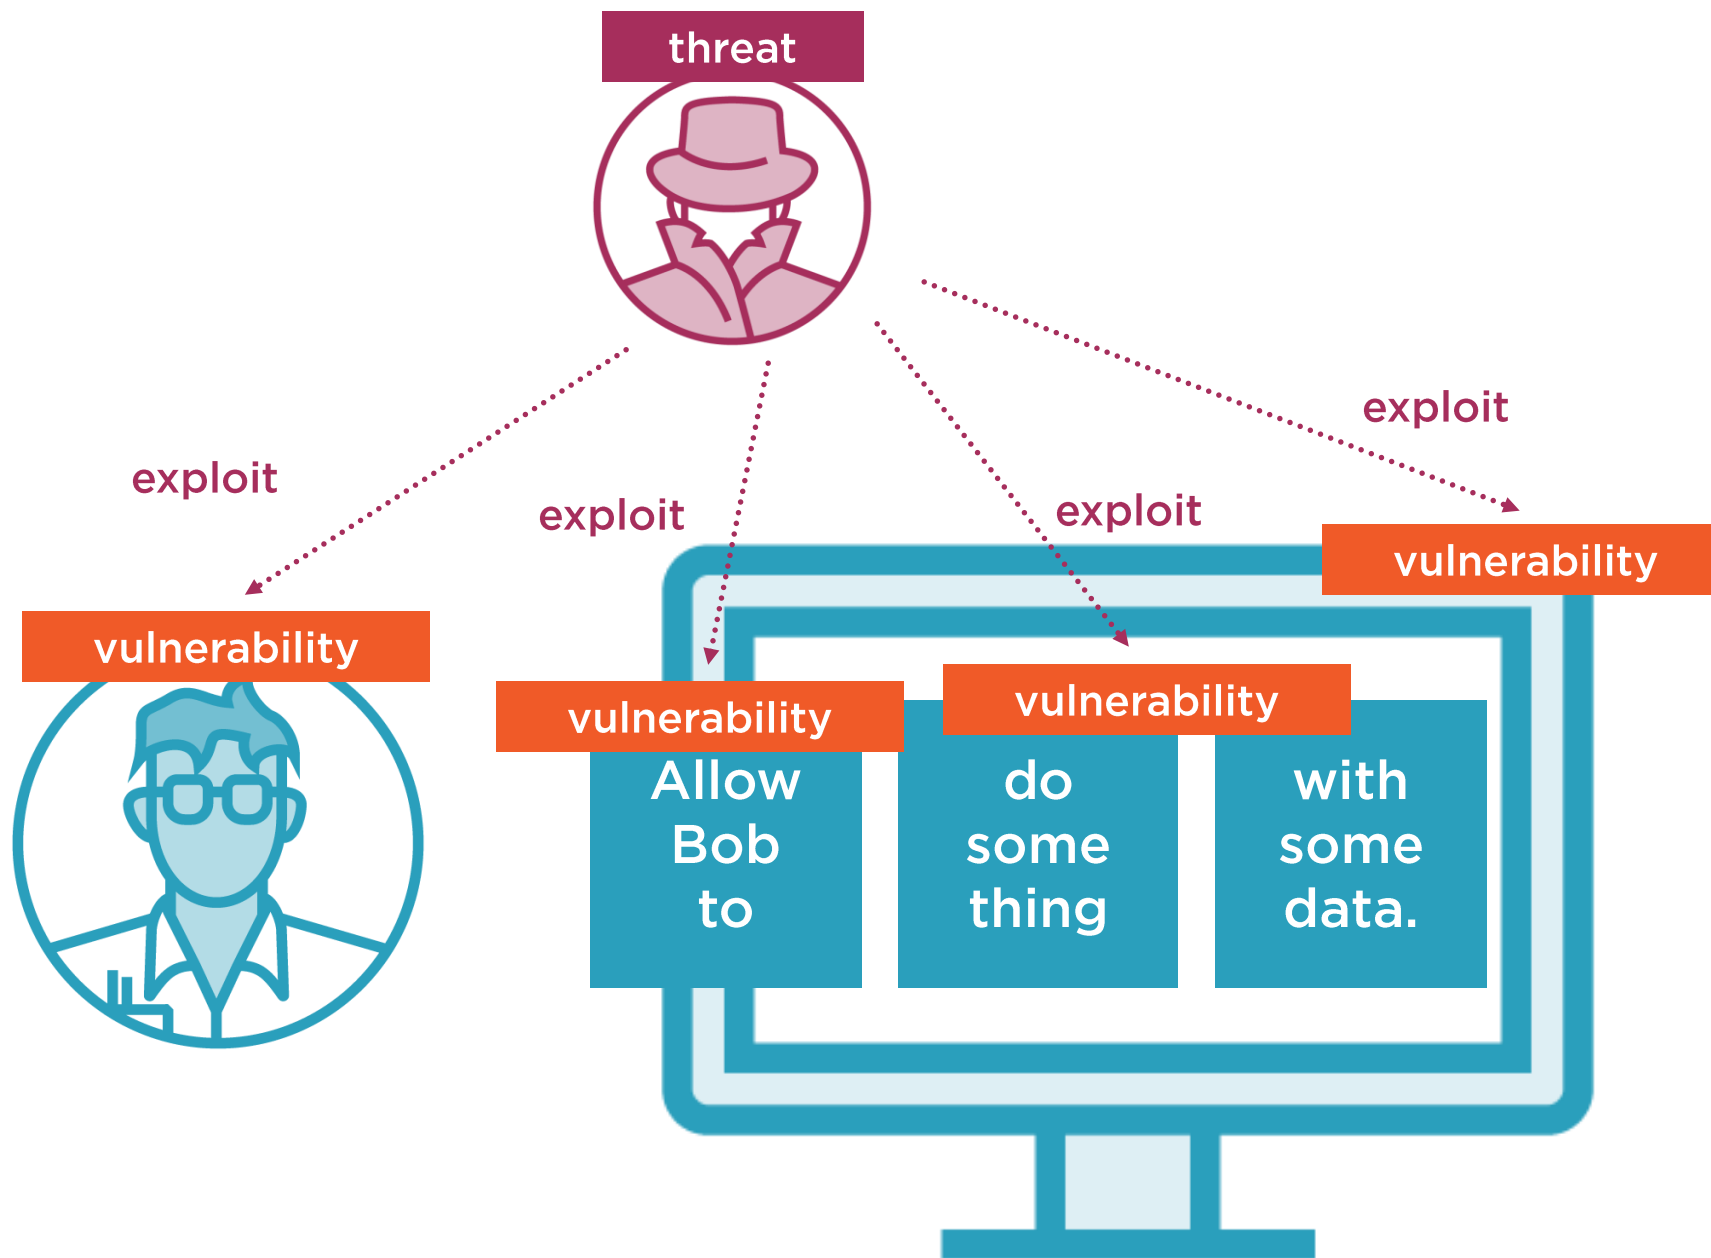 threat
exploit
exploit
exploit
exploit
vulnerability
vulnerability
vulnerability
vulnerability
Allow
Bob
to
do
some
thing
with
some
data.